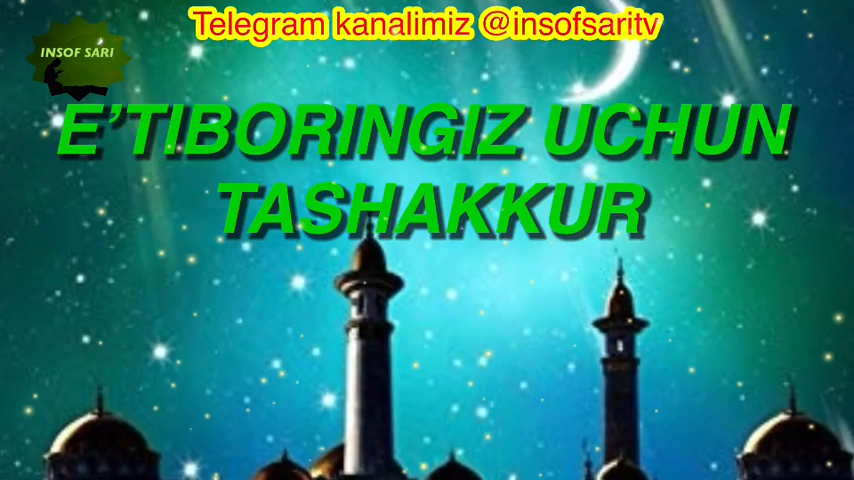 Telegram kanalimiz @insofsaritv
INSOF SARI
E’TIBORINGIZ UCHUN
TASHAKKUR